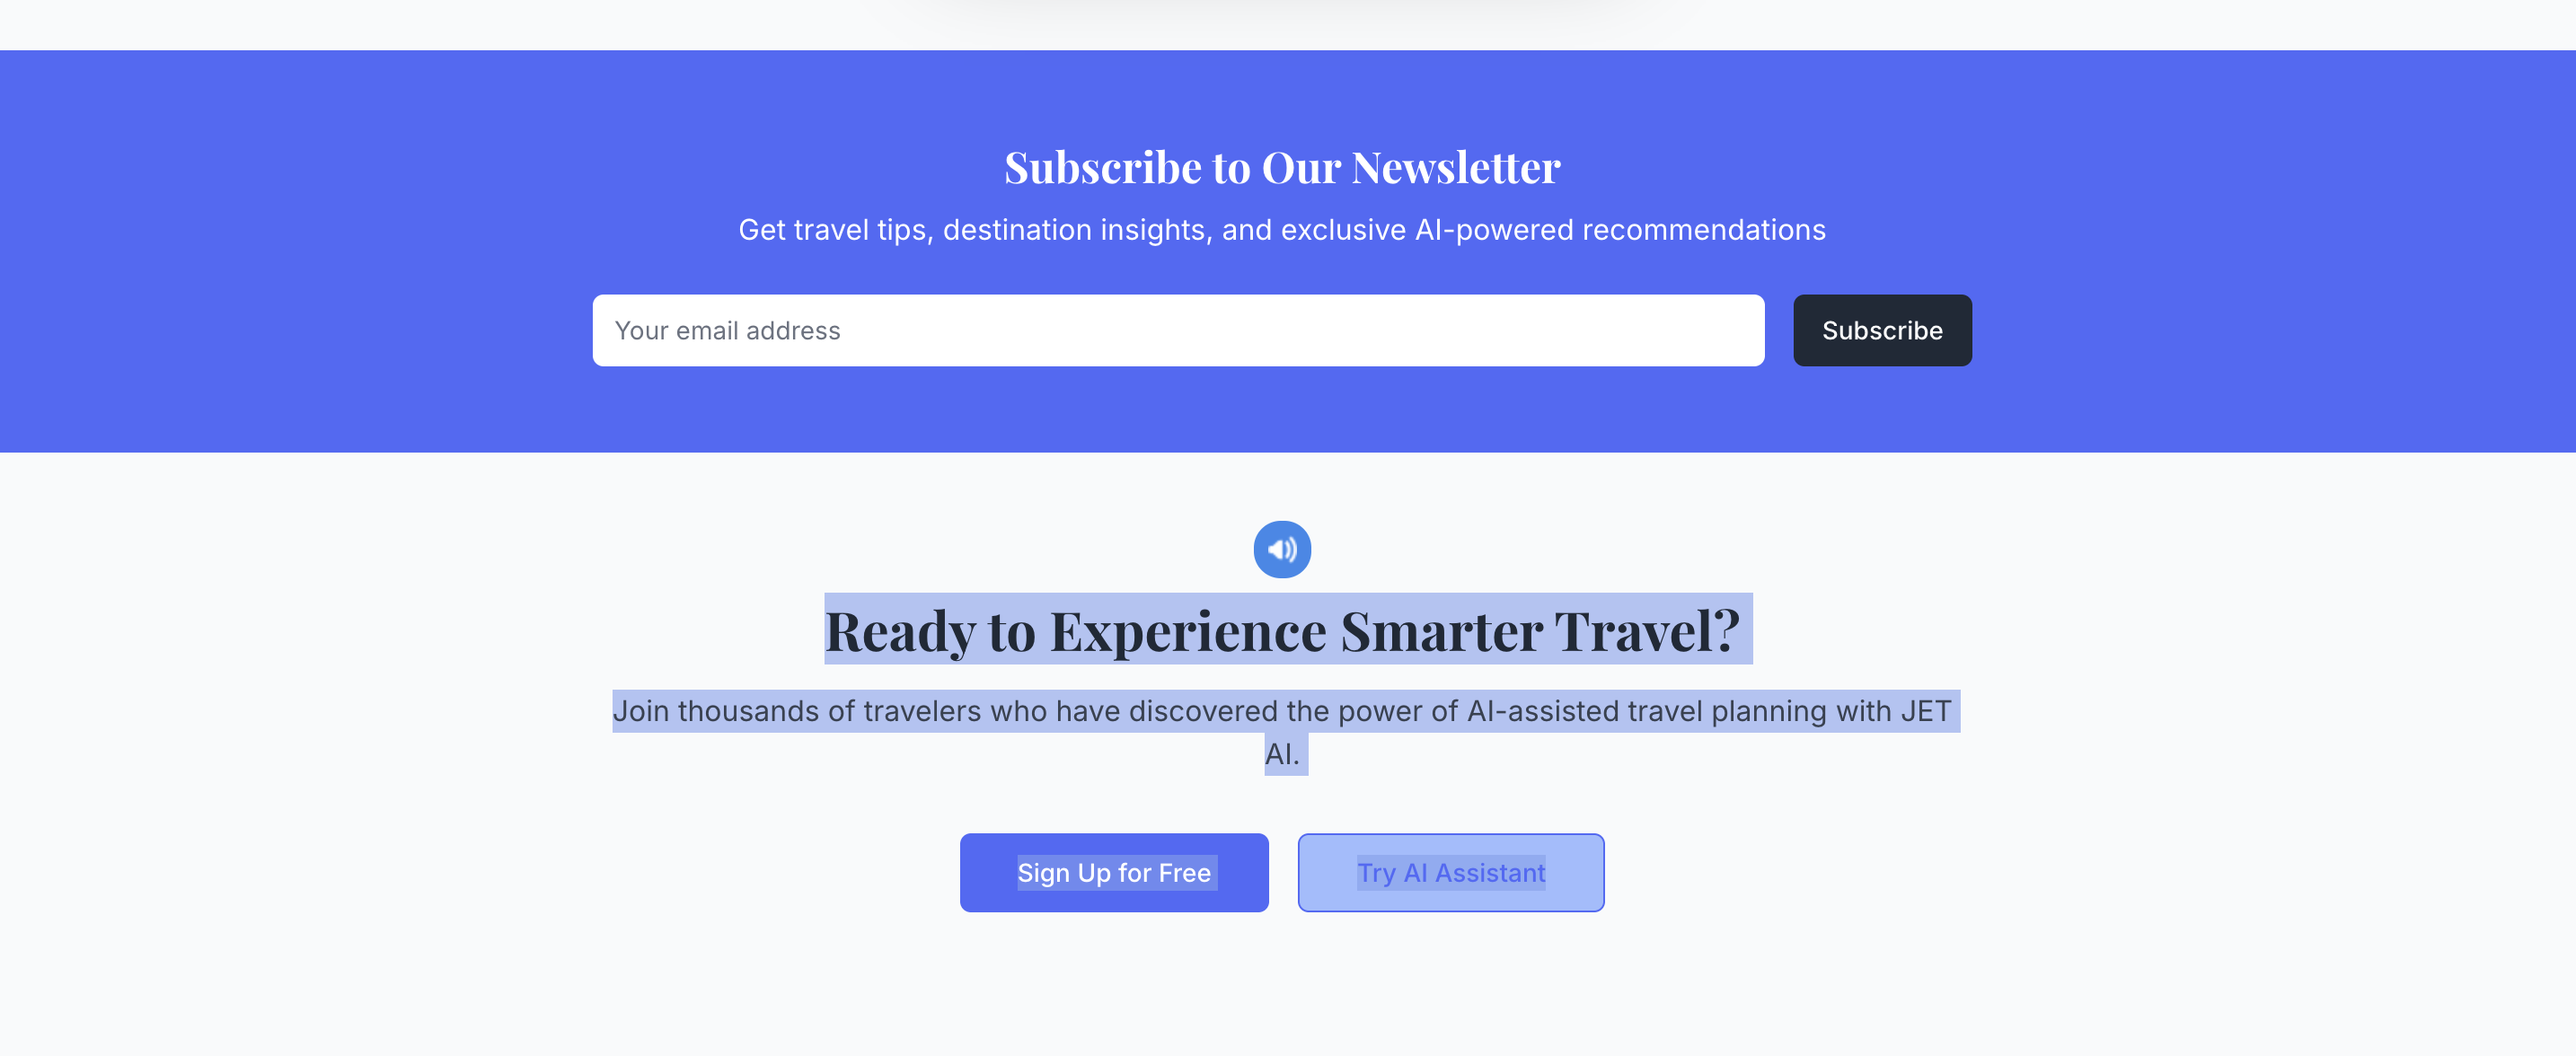 Subscribe to Our Newsletter
Get travel tips, destination insights, and exclusive AI-powered recommendations
Your email address
Subscribe
Ready to Experience Smarter Travel?
Join thousands of travelers who have discovered the power of AI-assisted travel planning with JET
AI.
Sign Up for Free
Try AI Assistant